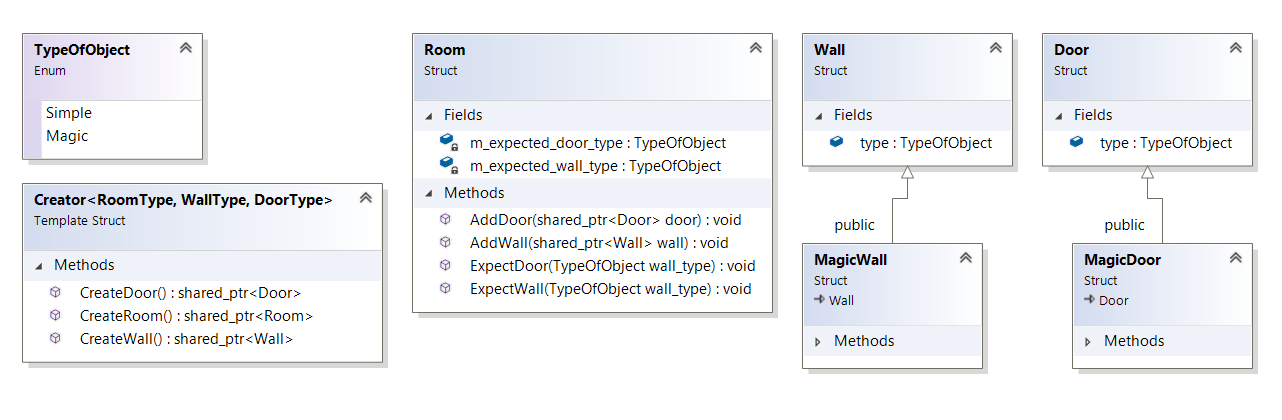 TypeOfObject
Enum
Simple
Magic
Creator<RoomType, WallType, DoorType>
Template Struct
Methods
CreateDoor() : shared_ptr<Door>
CreateRoom() : shared_ptr<Room>
CreateWall() : shared_ptr<Wall>
Room
Struct
Fields
m_expected_door_type : TypeOfObject
m_expected_wall_type : TypeOfObject
Methods
AddDoor(shared_ptr<Door> door) : void
AddWall(shared_ptr<Wall> wall) : void
ExpectDoor(TypeOfObject wall_type) : void
ExpectWall(TypeOfObject wall_type) : void
Wall
Struct
Fields
type : TypeOfObject
public
MagicWall
Struct
Wall
Methods
Door
Struct
Fields
type : TypeOfObject
public
MagicDoor
Struct
Door
Methods